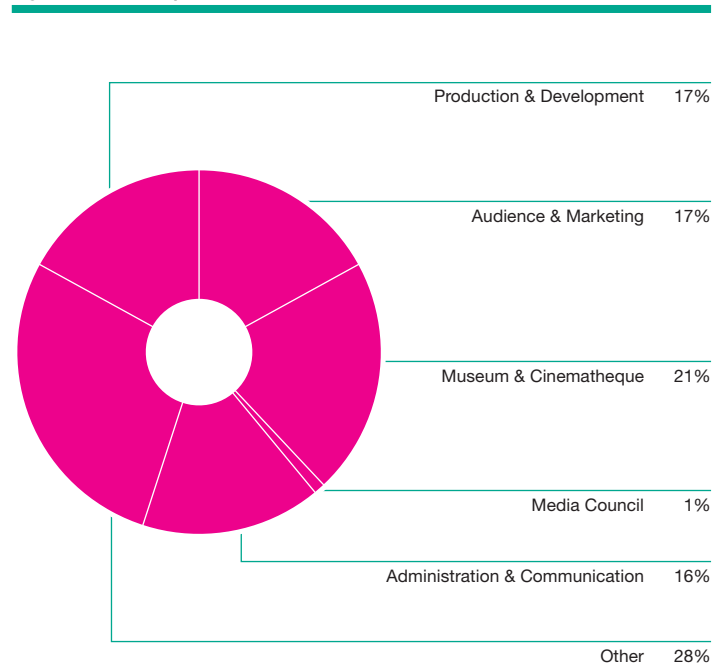 Production & Development 17%
Audience & Marketing 17%
Museum & Cinematheque 21%
Media Council 1%
Administration & Communication 16%
Other 28%